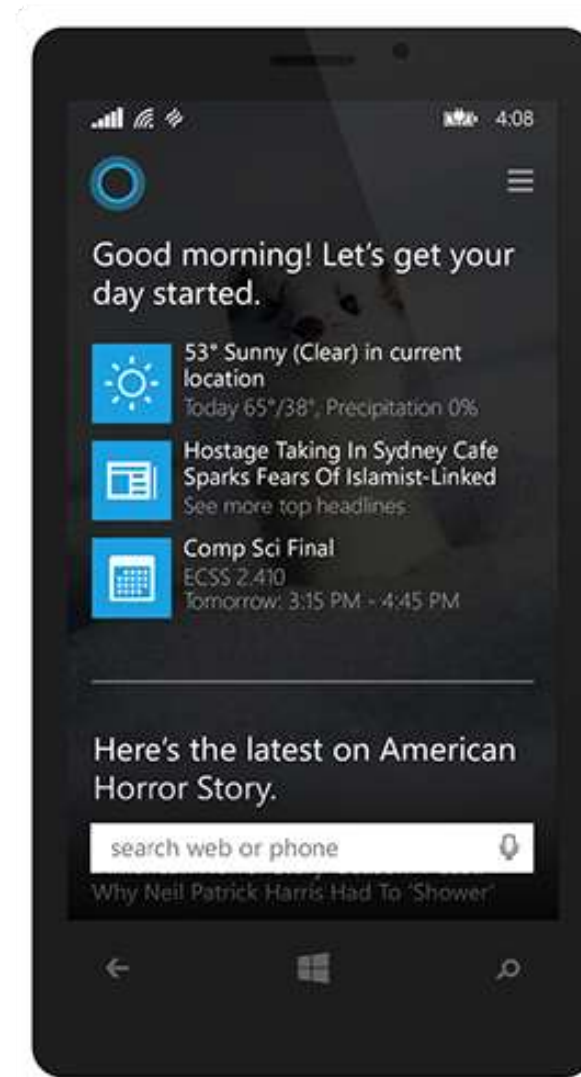 4:08
Good morning! Let's get your
day started.
53° Sunny (Clear) in current
location
Today 65°/38°, Precipitation 0%
Hostage Taking In Sydney Cafe
Sparks Fears Of Islamist-Linked
See more top headlines
Comp Sci Final
ECSS 2.410
Tomorrow: 3:15 PM - 4:45 PM
Here's the latest on American
Horror Story.
search web or phone
Why Neil Patrick Harris Had To 'Shower'